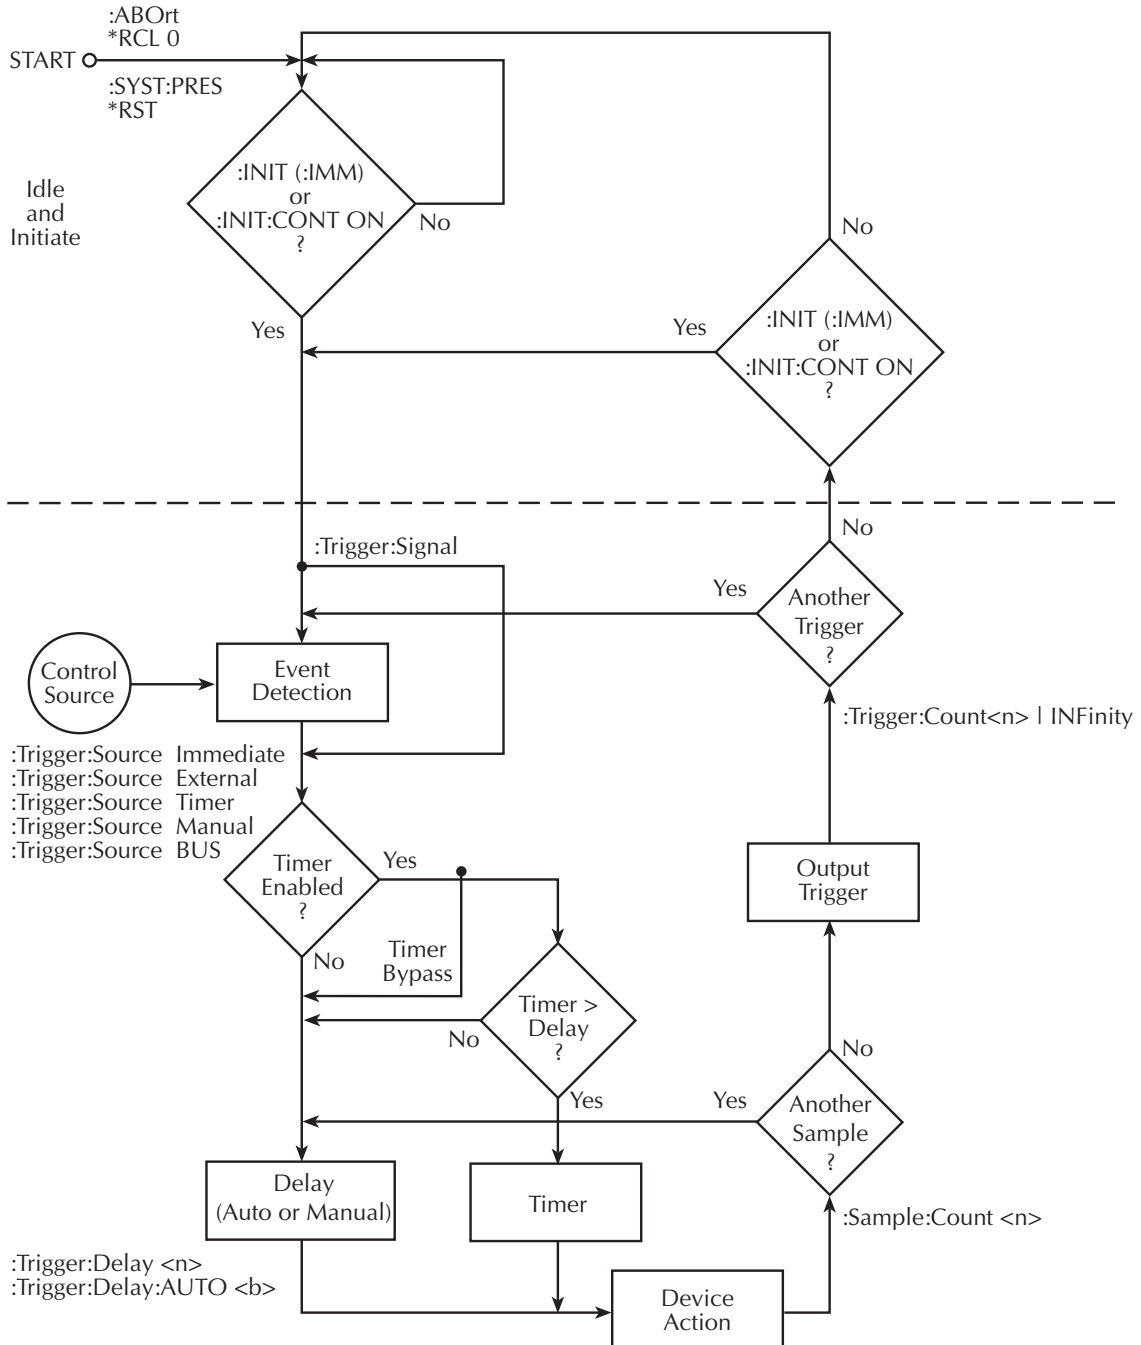 :ABOrt
*RCL 0
START
:SYST:PRES
*RST
Idle
and
Initiate
:INIT (:IMM)
or
:INIT:CONT ON
?
No
Yes
No
:INIT (:IMM)
or
:INIT:CONT ON
?
Yes
No
:Trigger:Signal
Yes
Another
Trigger
?
Control
Source
Event
Detection
:Trigger:Count<n> | INFinity
:Trigger:Source Immediate
:Trigger:Source External
:Trigger:Source Timer
:Trigger:Source Manual
:Trigger:Source BUS
Timer
Enabled
?
Yes
No
Timer
Bypass
Output
Trigger
Timer >
Delay
?
No
Yes
No
Yes
Another
Sample
?
Delay
(Auto or Manual)
Timer
:Sample:Count <n>
:Trigger:Delay <n>
:Trigger:Delay:AUTO <b>
Device
Action